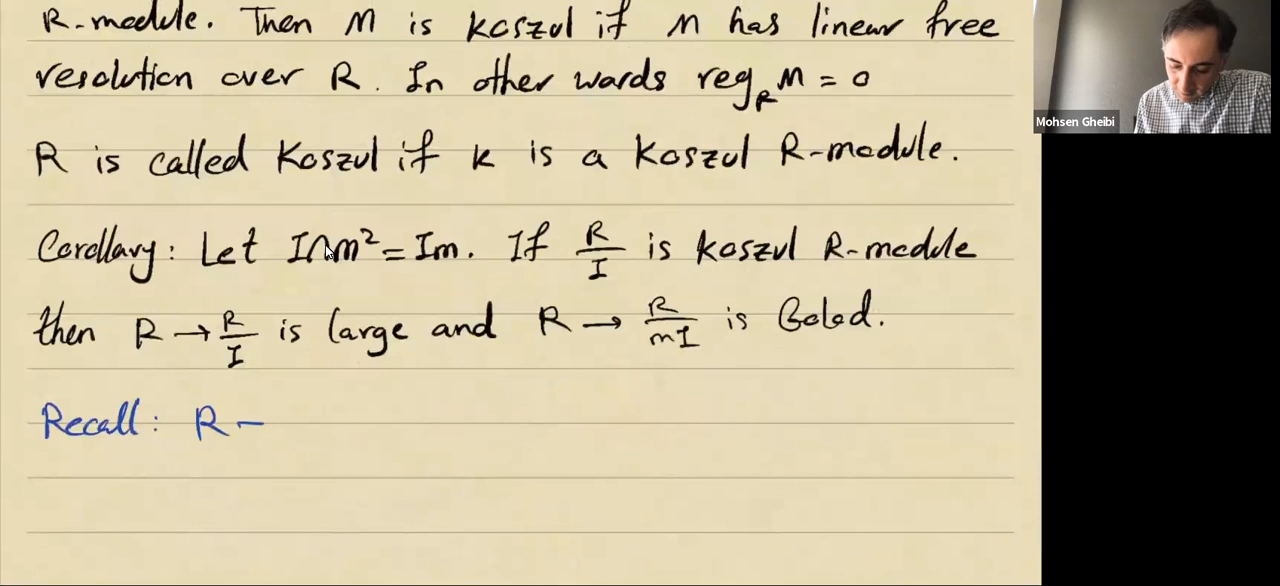 R-module. Then M is koszul if M has linear free
resolution over R. In other words reg_R M = 0
R is called Koszul if k is a Koszul R-module.
Corollary: Let I∩m² = Im. If R/I is koszul R-module
then R → R/I is large and R → R/mI is Golod.
Recall: R −
Mohsen Gheibi